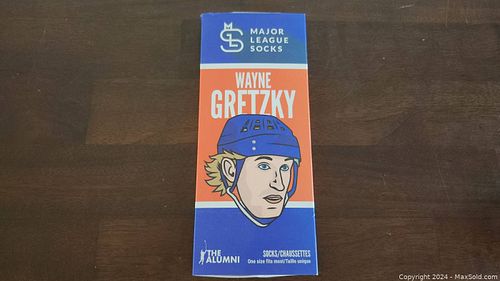 MAJOR
LEAGUE
SOCKS
WAYNE
GRETZKY
THE
ALUMNI
SOCKS/CHAUSSETTES
One size fits most/Taille unique
Copyright 2024 - MaxSold.com